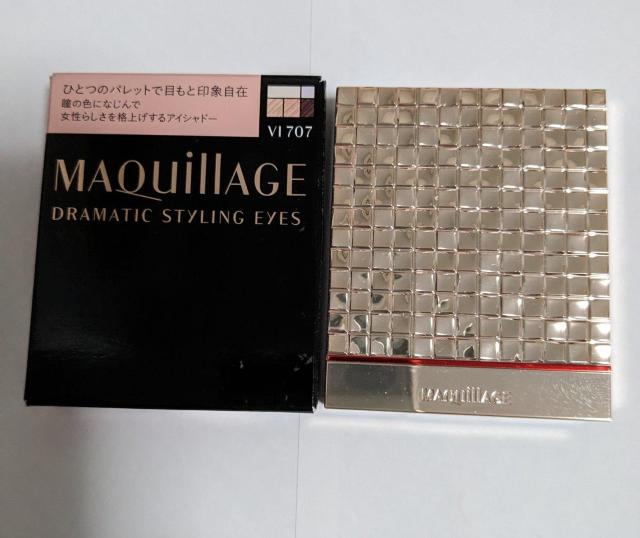 ひとつのパレットで目もと印象自在
瞳の色になじんで
女性らしさを格上げするアイシャドー
VI 707
MAQuillAGE
DRAMATIC STYLING EYES
MAQuillAGE